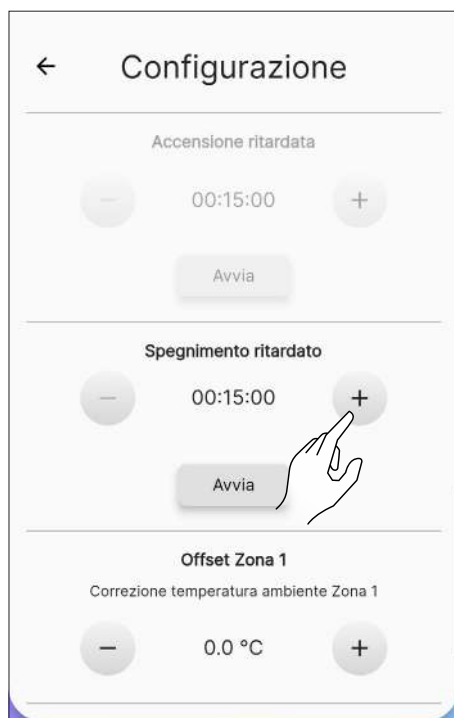 ← Configurazione
Accensione ritardata
− 00:15:00 +
Avvia
Spegnimento ritardato
− 00:15:00 +
Avvia
Offset Zona 1
Correzione temperatura ambiente Zona 1
− 0.0 °C +